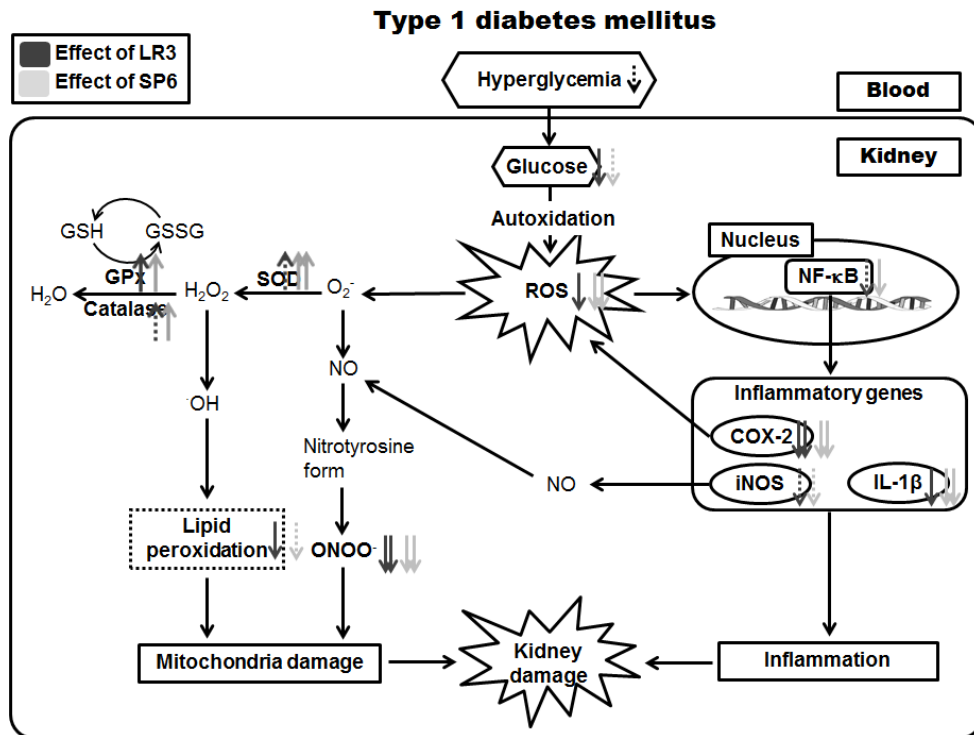 Type 1 diabetes mellitus
Effect of LR3
Effect of SP6
Hyperglycemia
Blood
Kidney
Glucose
Autoxidation
GSH
GSSG
GPx
SOD
H₂O
Catalase
H₂O₂
O₂⁻
ROS
Nucleus
NF-κB
NO
·OH
Nitrotyrosine
form
NO
Inflammatory genes
COX-2
iNOS
IL-1β
Lipid
peroxidation
ONOO⁻
Mitochondria damage
Kidney
damage
Inflammation